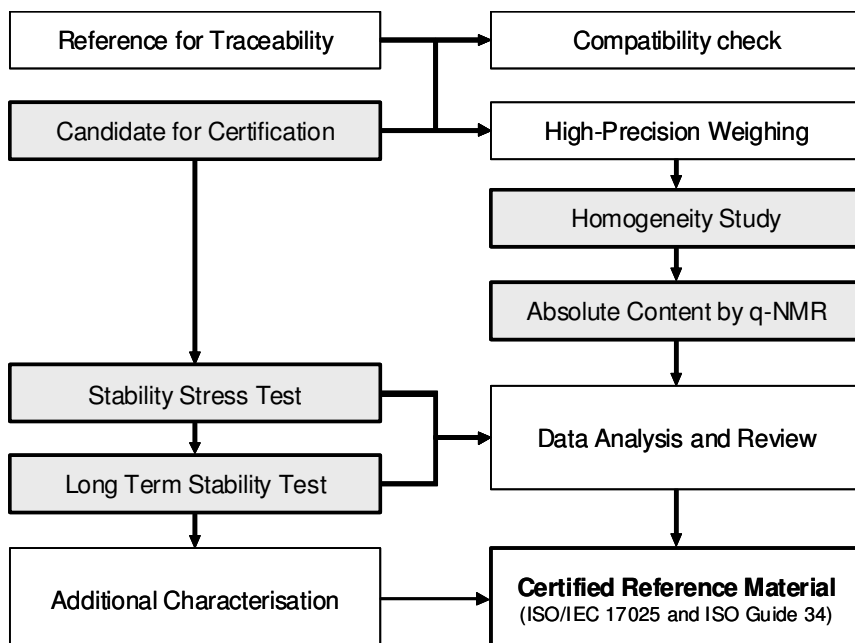 Reference for Traceability
Compatibility check
Candidate for Certification
High-Precision Weighing
Homogeneity Study
Absolute Content by q-NMR
Stability Stress Test
Data Analysis and Review
Long Term Stability Test
Additional Characterisation
Certified Reference Material
(ISO/IEC 17025 and ISO Guide 34)